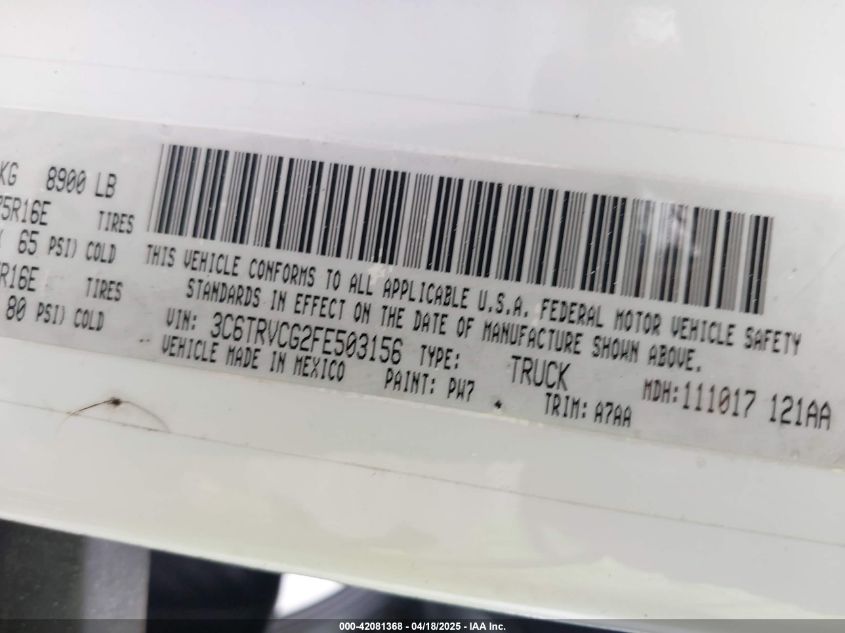 KG 8900 LB
75R16E TIRES
65 PSI) COLD
R16E TIRES
80 PSI) COLD
THIS VEHICLE CONFORMS TO ALL APPLICABLE U.S.A. FEDERAL MOTOR VEHICLE SAFETY
STANDARDS IN EFFECT ON THE DATE OF MANUFACTURE SHOWN ABOVE.
VIN: 3C6TRVCG2FE503156 TYPE: TRUCK MDH:111017 121AA
VEHICLE MADE IN MEXICO PAINT: PW7 TRIM: A7AA
000-42081368 - 04/18/2025 - IAA Inc.